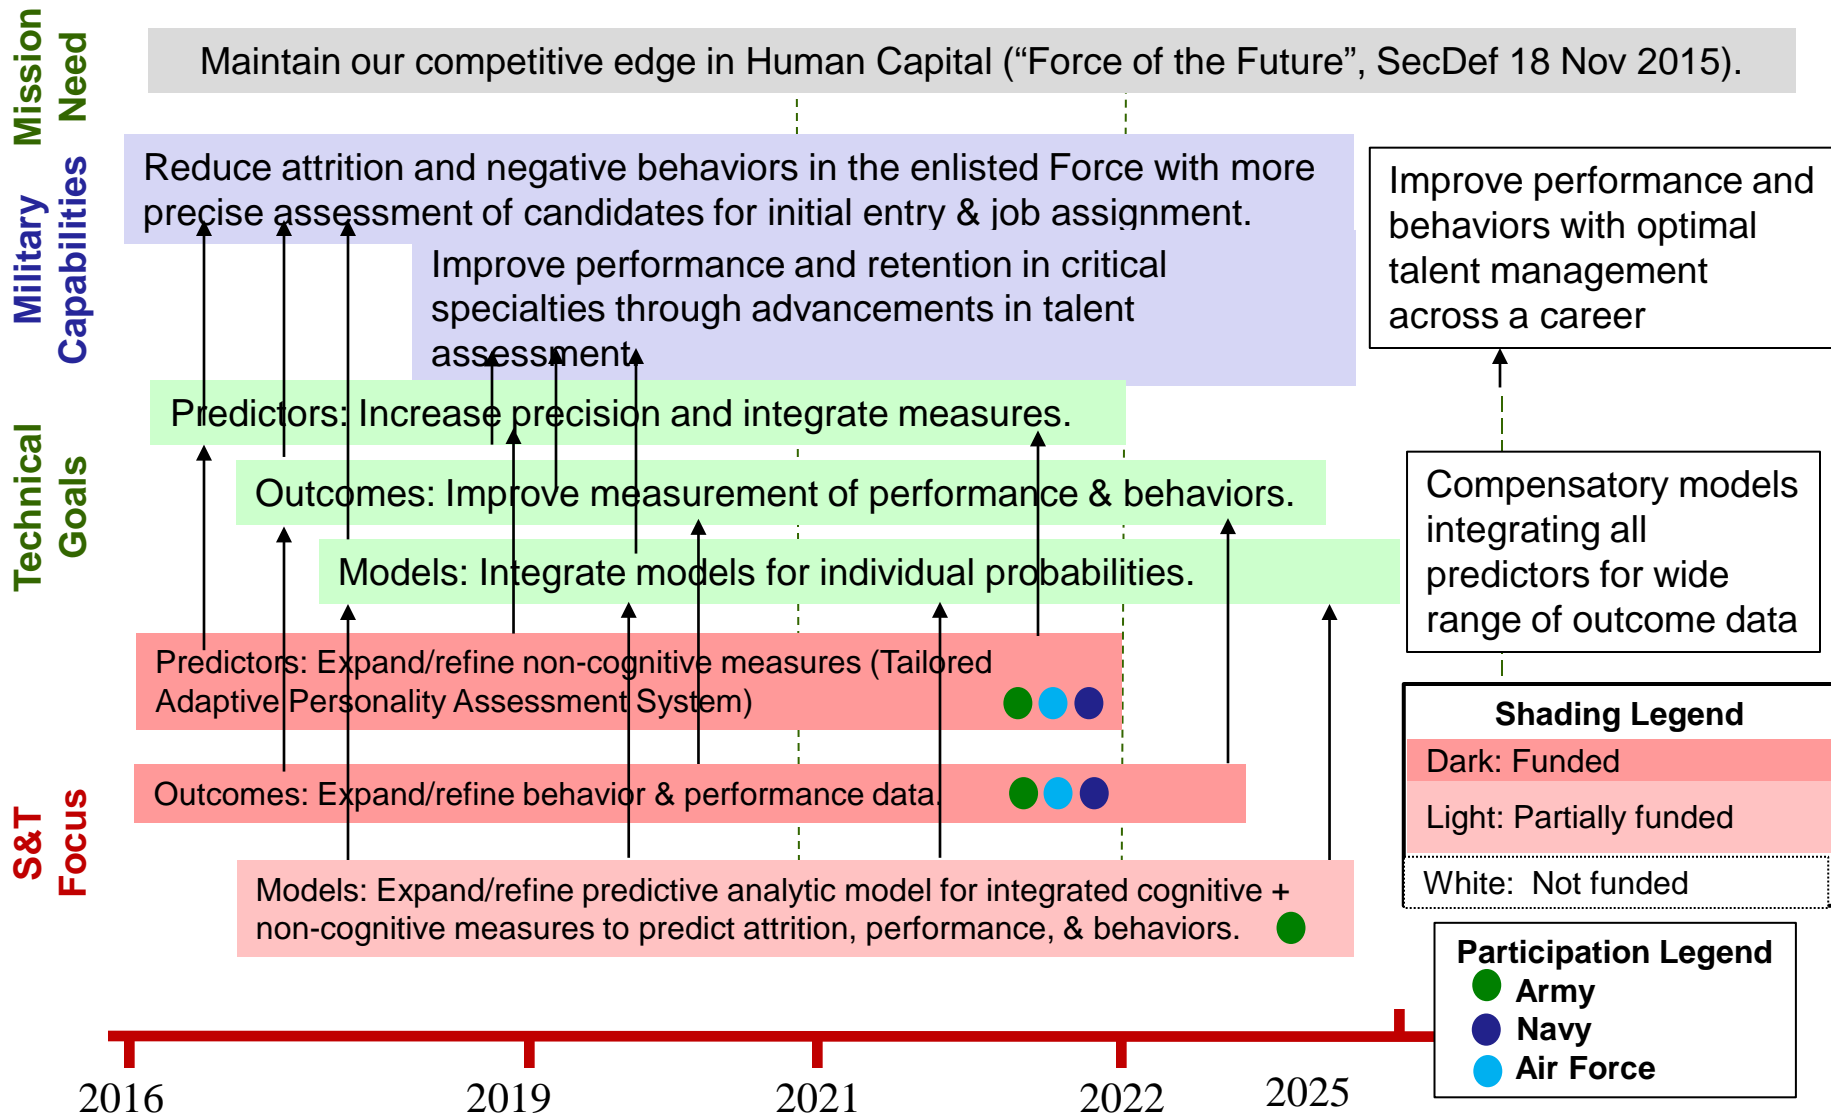 Mission
Need
Maintain our competitive edge in Human Capital (“Force of the Future”, SecDef 18 Nov 2015).
Military
Capabilities
Reduce attrition and negative behaviors in the enlisted Force with more
precise assessment of candidates for initial entry & job assignment.
Improve performance and retention in critical
specialties through advancements in talent
assessment.
Improve performance and
behaviors with optimal
talent management
across a career
Technical
Goals
Predictors: Increase precision and integrate measures.
Outcomes: Improve measurement of performance & behaviors.
Models: Integrate models for individual probabilities.
Compensatory models
integrating all
predictors for wide
range of outcome data
S&T
Focus
Predictors: Expand/refine non-cognitive measures (Tailored
Adaptive Personality Assessment System)
Outcomes: Expand/refine behavior & performance data.
Models: Expand/refine predictive analytic model for integrated cognitive +
non-cognitive measures to predict attrition, performance, & behaviors.
Shading Legend
Dark: Funded
Light: Partially funded
White: Not funded
Participation Legend
Army
Navy
Air Force
2016
2019
2021
2022
2025